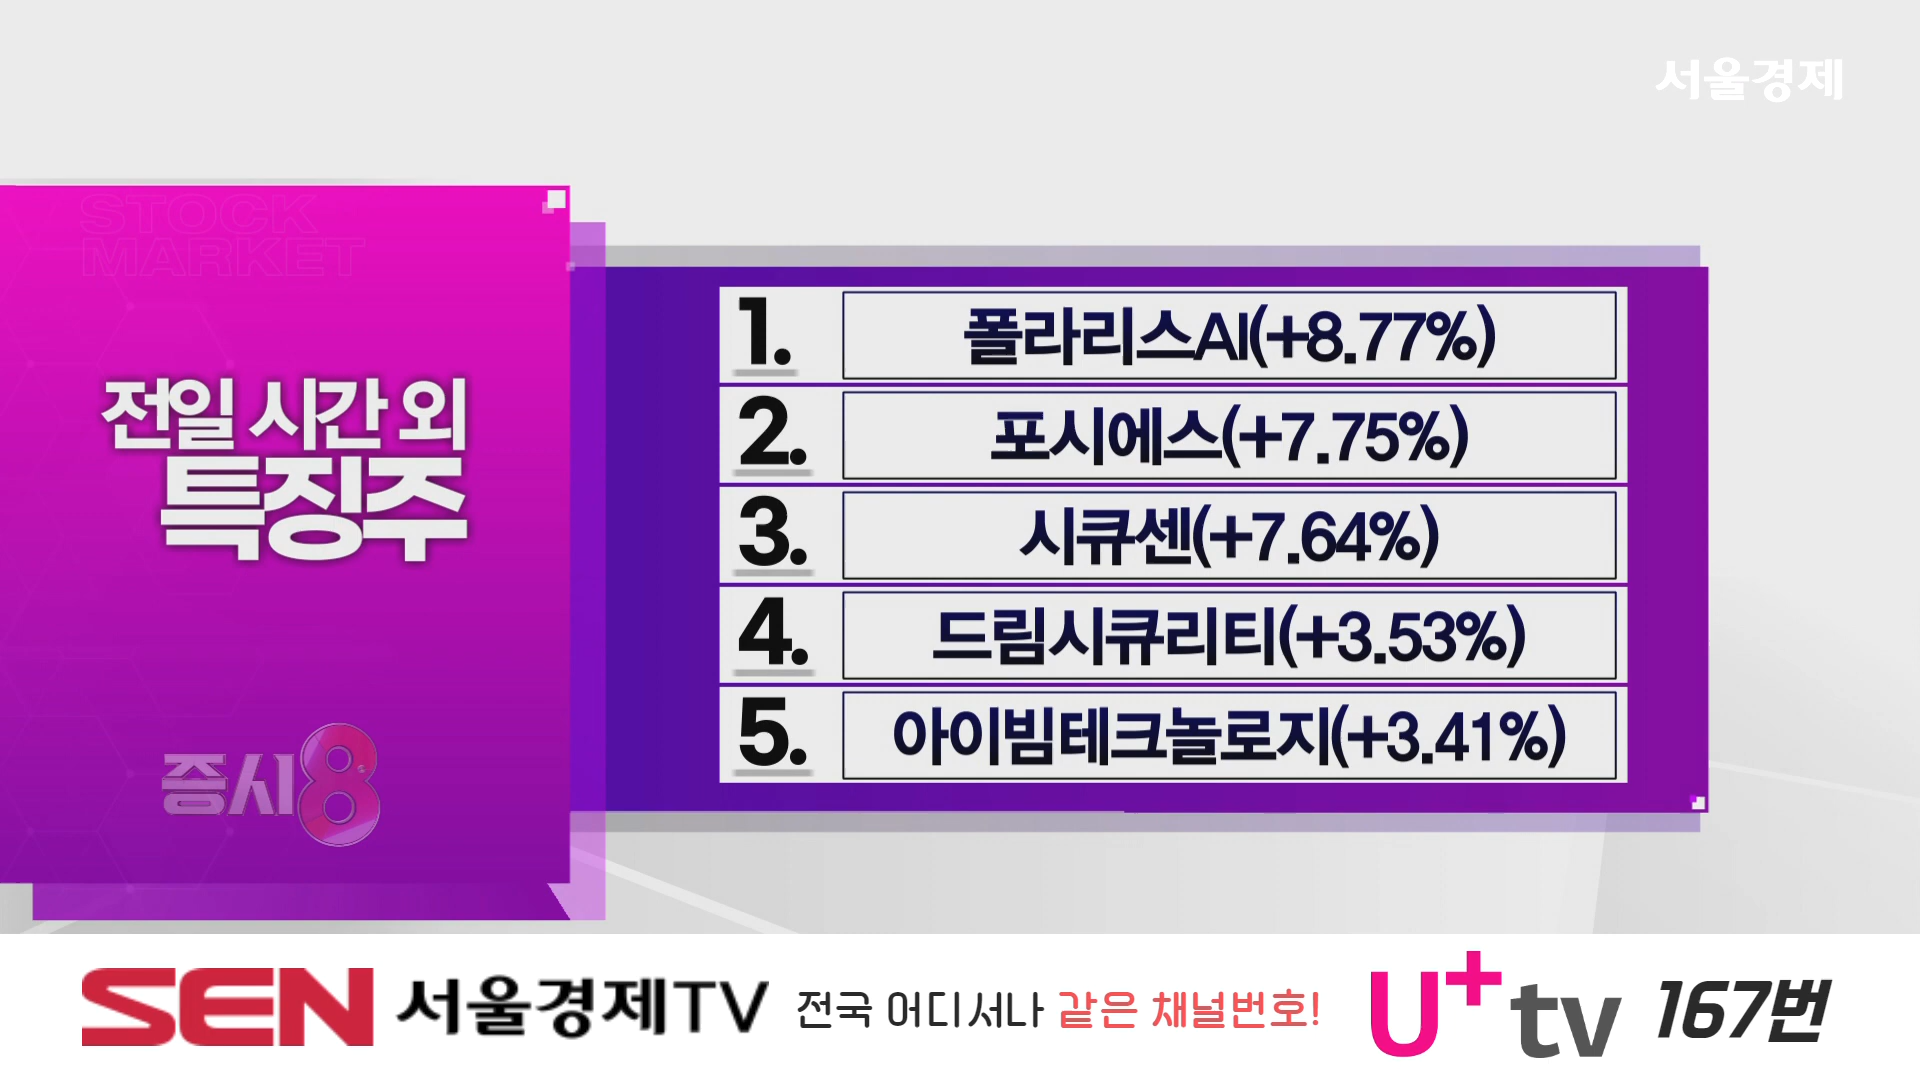 서울경제
STOCK
MARKET
전일 시간 외
특징주
증시8
1. 폴라리스AI(+8.77%)
2. 포시에스(+7.75%)
3. 시큐센(+7.64%)
4. 드림시큐리티(+3.53%)
5. 아이빔테크놀로지(+3.41%)
SEN 서울경제TV 전국 어디서나 같은 채널번호! U+tv 167번